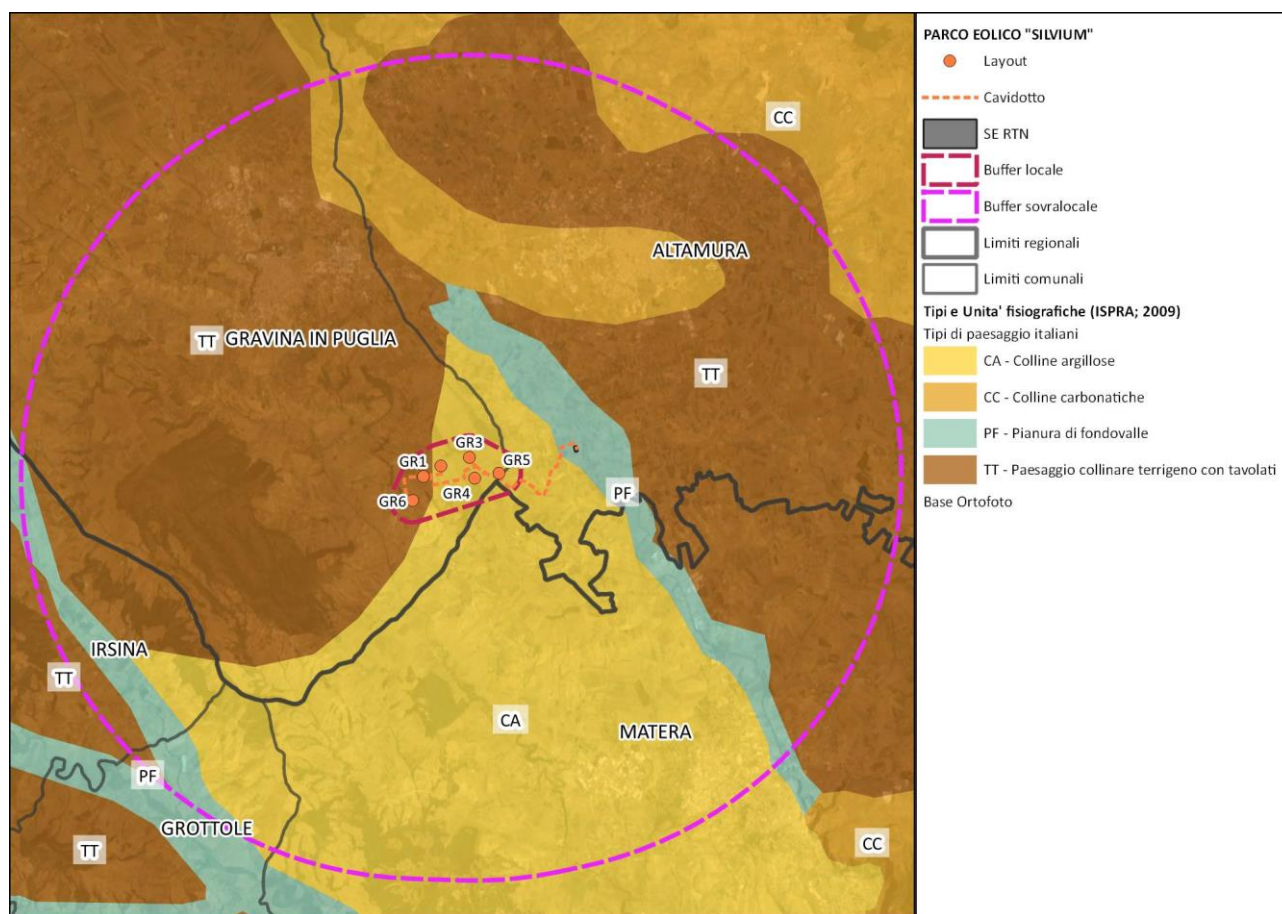 CC
ALTAMURA
TT
GRAVINA IN PUGLIA
TT
GR3
GR1
GR5
GR4
GR6
PF
IRSINA
TT
CA
MATERA
PF
GROTTOLE
TT
CC
PARCO EOLICO "SILVIUM"
Layout
Cavidotto
SE RTN
Buffer locale
Buffer sovralocale
Limiti regionali
Limiti comunali
Tipi e Unita' fisiografiche (ISPRA; 2009)
Tipi di paesaggio italiani
CA - Colline argillose
CC - Colline carbonatiche
PF - Pianura di fondovalle
TT - Paesaggio collinare terrigeno con tavolati
Base Ortofoto